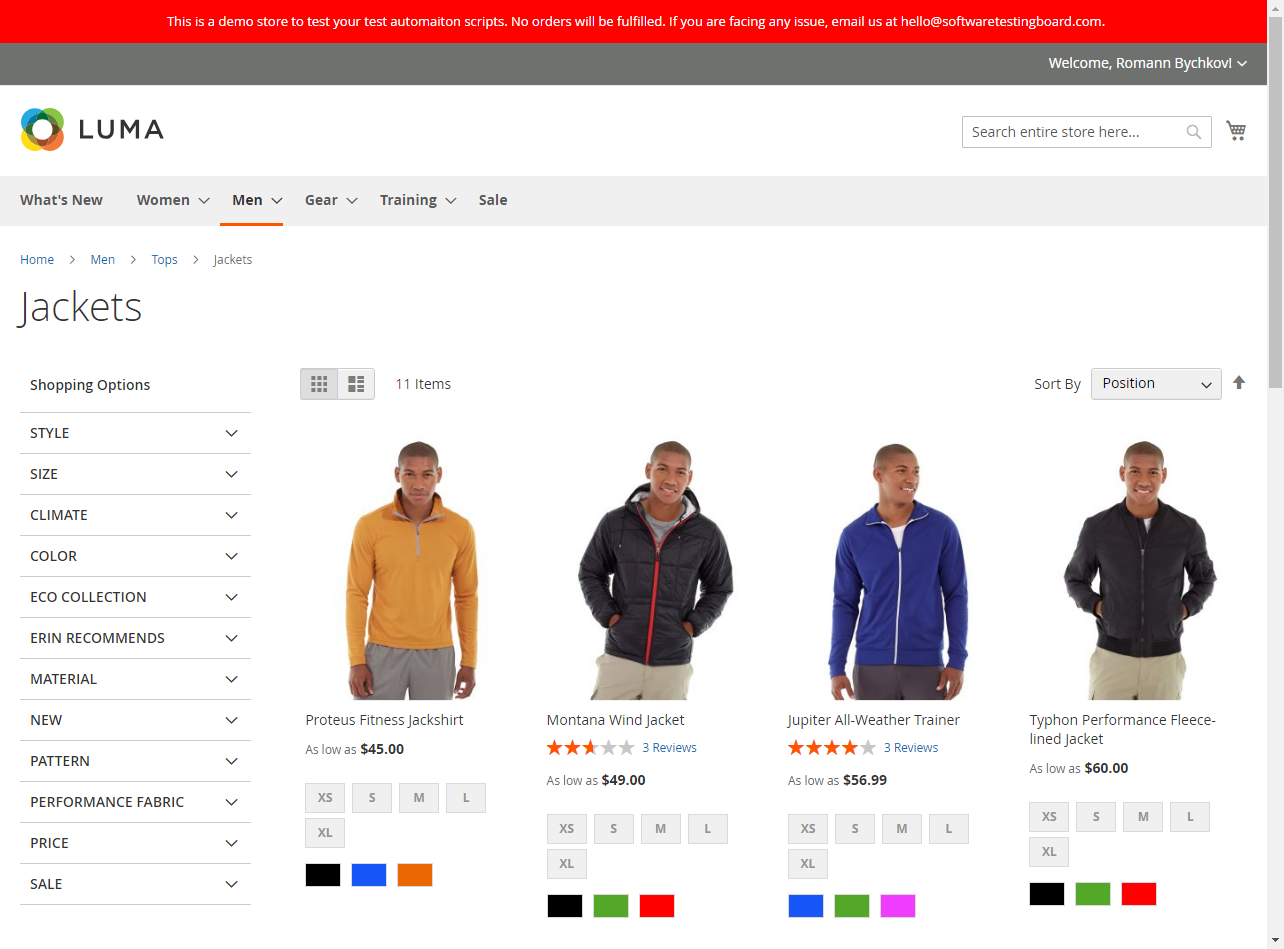 This is a demo store to test your test automaiton scripts. No orders will be fulfilled. If you are facing any issue, email us at hello@softwaretestingboard.com.
Welcome, Romann Bychkov!
LUMA
Search entire store here...
What's New Women Men Gear Training Sale
Home Men Tops Jackets
Jackets
Shopping Options
11 Items
Sort By Position
STYLE
SIZE
CLIMATE
COLOR
ECO COLLECTION
ERIN RECOMMENDS
MATERIAL
NEW
PATTERN
PERFORMANCE FABRIC
PRICE
SALE
Proteus Fitness Jackshirt
As low as $45.00
XS S M L
XL
Montana Wind Jacket
3 Reviews
As low as $49.00
XS S M L
XL
Jupiter All-Weather Trainer
3 Reviews
As low as $56.99
XS S M L
XL
Typhon Performance Fleece-
lined Jacket
As low as $60.00
XS S M L
XL